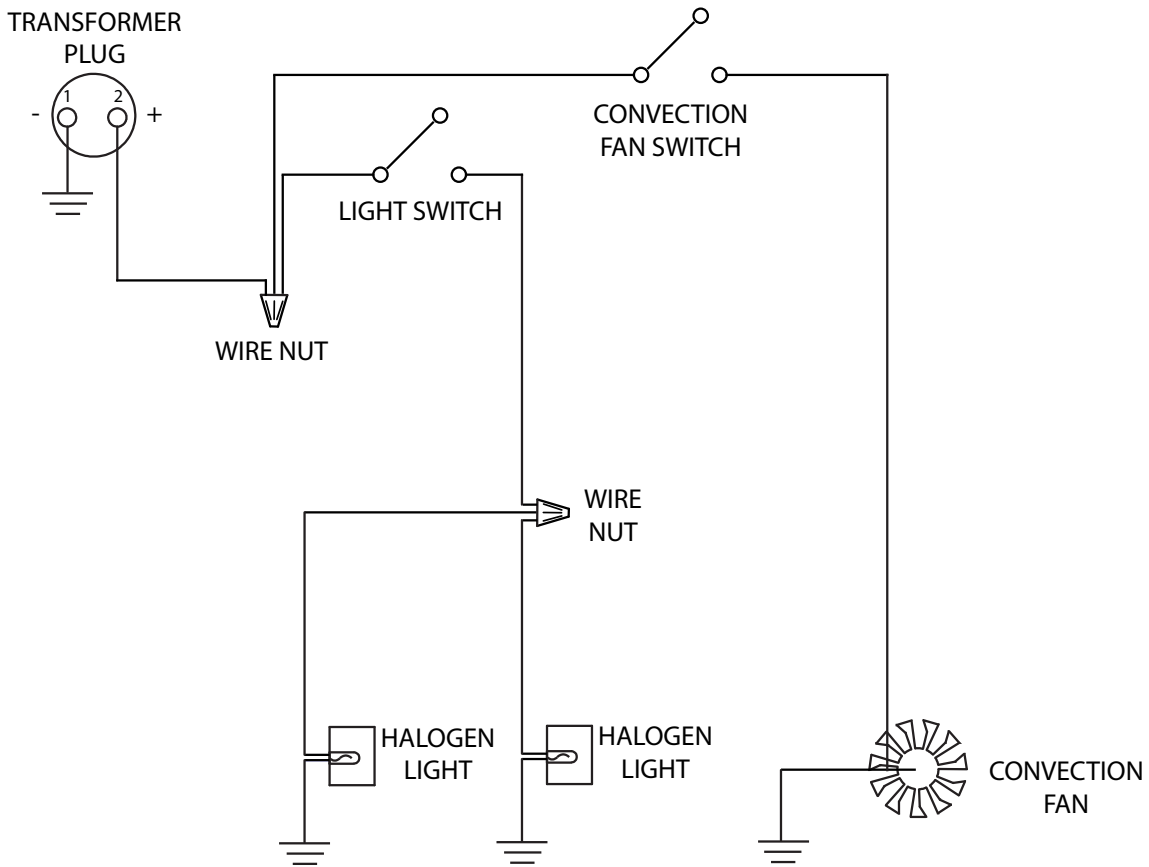 TRANSFORMER
PLUG
1
2
-
+
CONVECTION
FAN SWITCH
LIGHT SWITCH
WIRE NUT
WIRE
NUT
HALOGEN
LIGHT
HALOGEN
LIGHT
CONVECTION
FAN